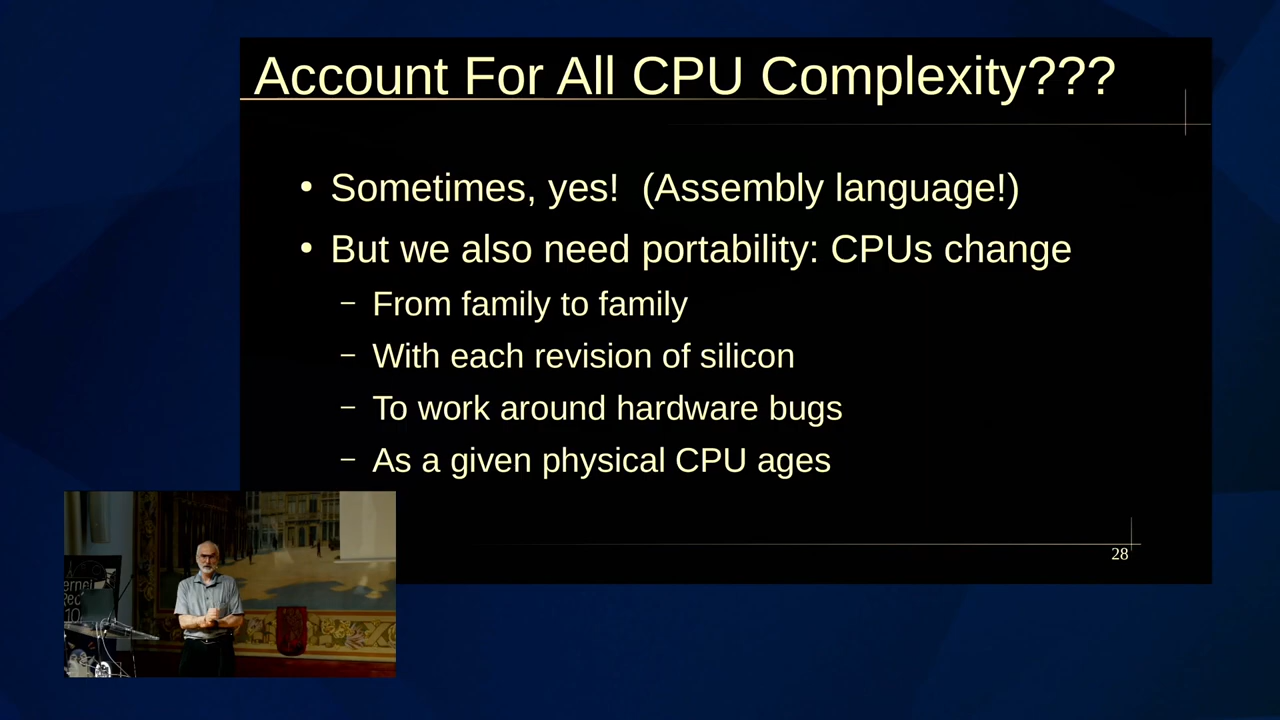 Account For All CPU Complexity???
• Sometimes, yes!  (Assembly language!)
• But we also need portability: CPUs change
– From family to family
– With each revision of silicon
– To work around hardware bugs
– As a given physical CPU ages
28